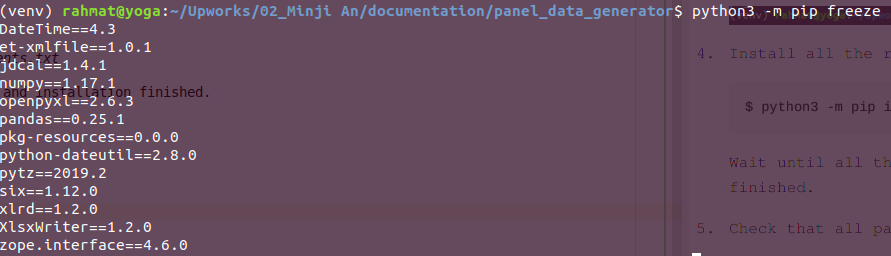 (venv) rahmat@yoga:~/Upworks/02_Minji An/documentation/panel_data_generator$ python3 -m pip freeze
DateTime==4.3
et-xmlfile==1.0.1
jdcal==1.4.1
numpy==1.17.1
openpyxl==2.6.3
pandas==0.25.1
pkg-resources==0.0.0
python-dateutil==2.8.0
pytz==2019.2
six==1.12.0
xlrd==1.2.0
XlsxWriter==1.2.0
zope.interface==4.6.0
and installation finished.
4. Install all the r
$ python3 -m pip i
Wait until all th
finished.
5. Check that all pa